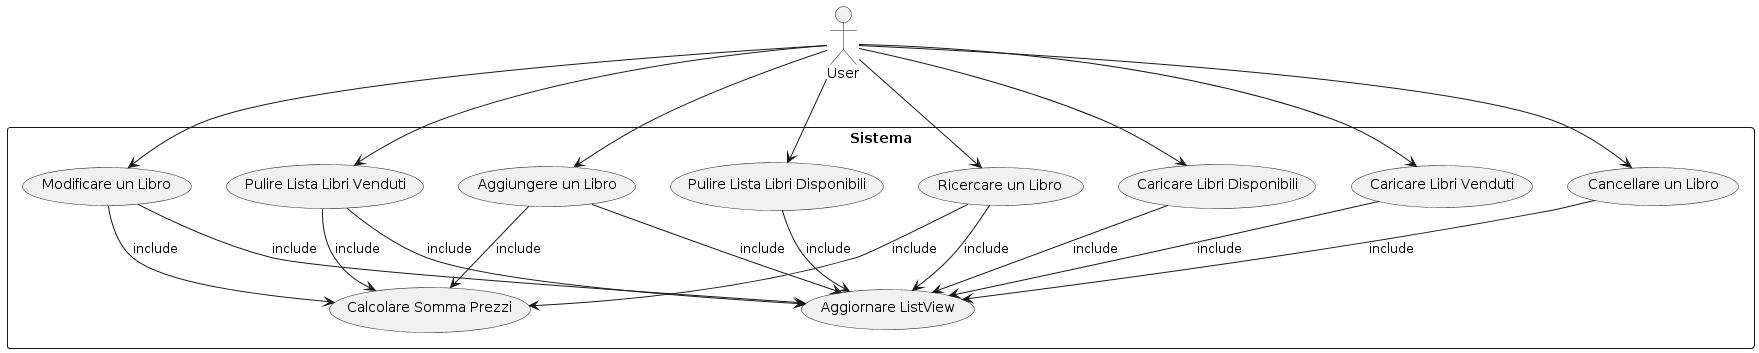 User
Sistema
Modificare un Libro
Pulire Lista Libri Venduti
Aggiungere un Libro
Pulire Lista Libri Disponibili
Ricercare un Libro
Caricare Libri Disponibili
Caricare Libri Venduti
Cancellare un Libro
include
include
include
include
include
include
include
include
include
include
include
include
Calcolare Somma Prezzi
Aggiornare ListView